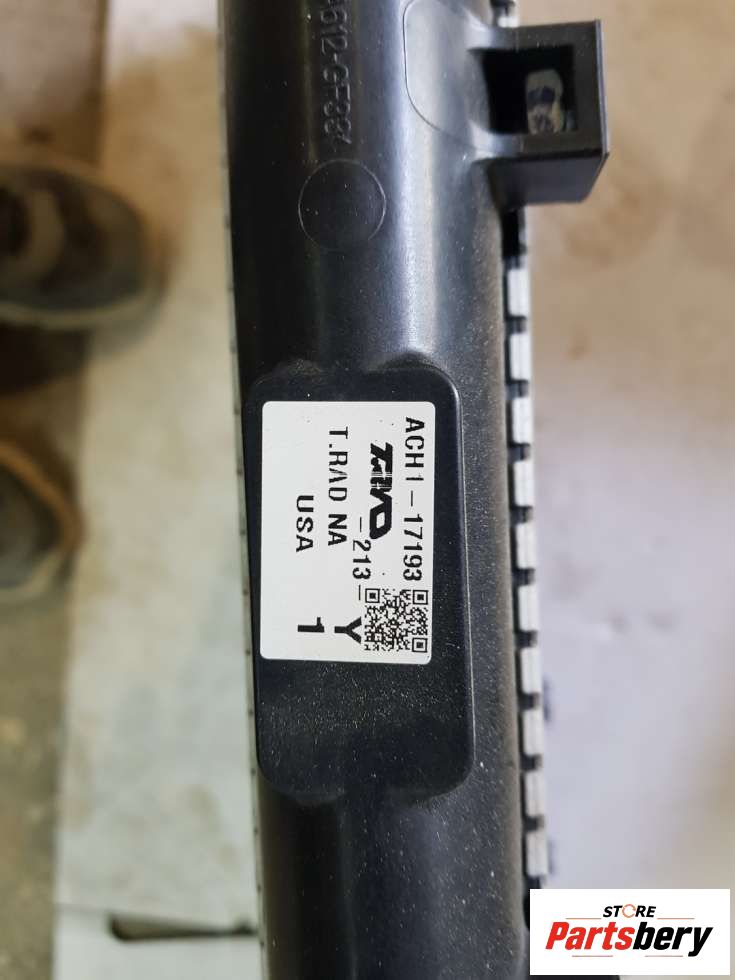 ACH1-17193
-213-
T.RAD NA
USA
Y
1
STORE
Partsbery